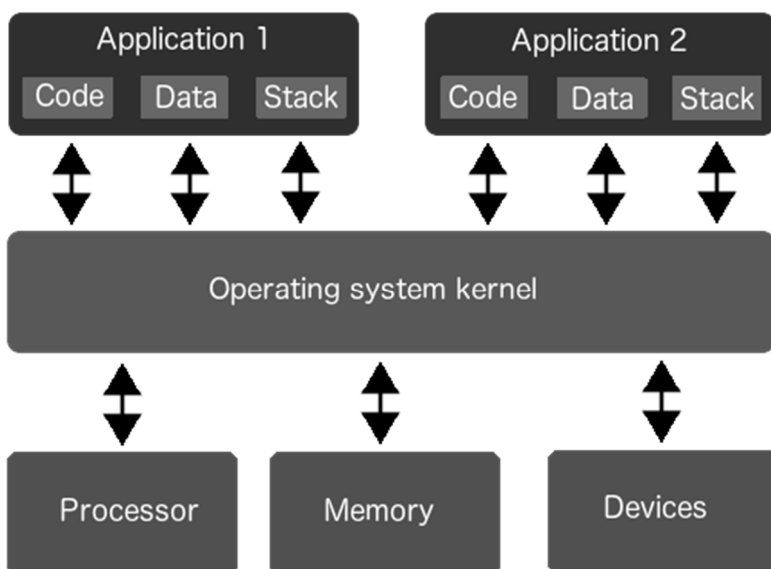 Application 1
Code Data Stack
Application 2
Code Data Stack
Operating system kernel
Processor
Memory
Devices